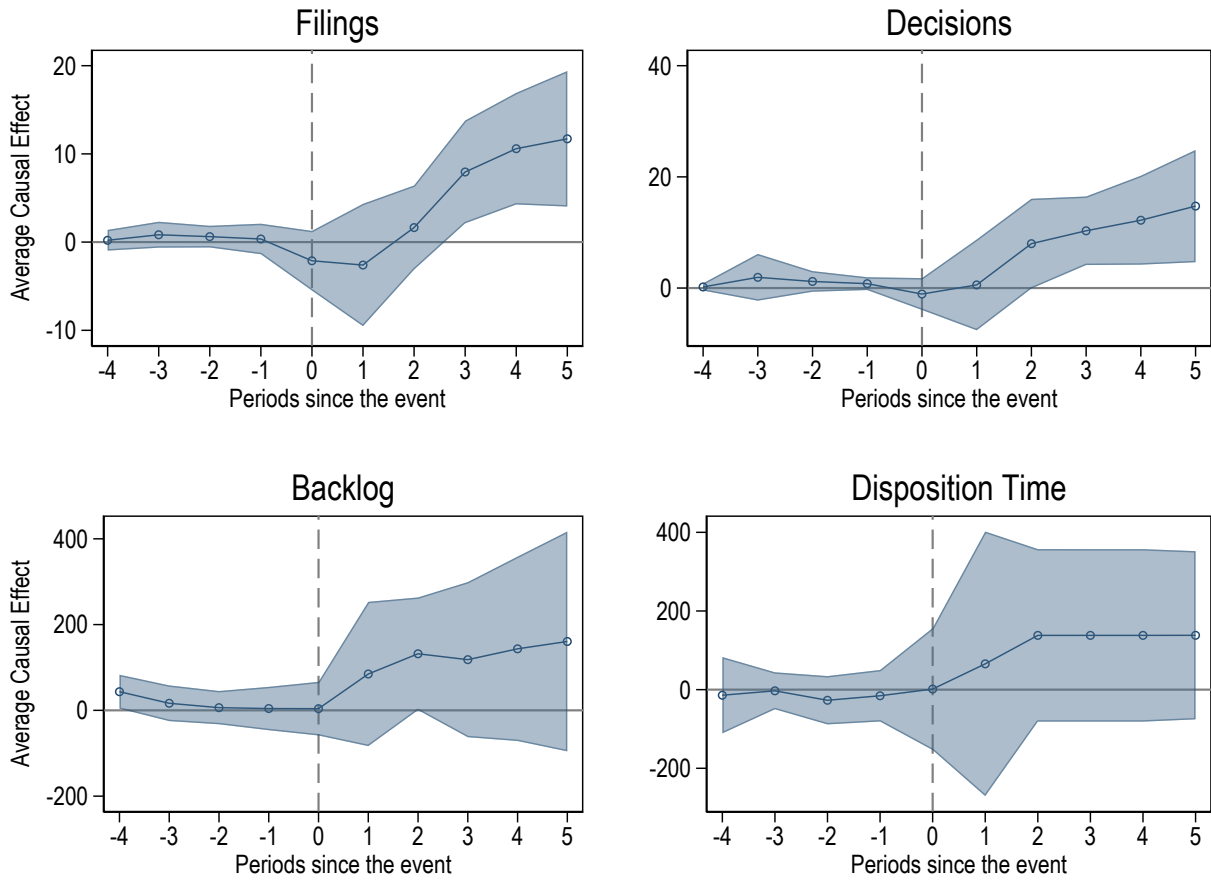 Filings
Average Causal Effect
20
10
0
-10
-4 -3 -2 -1 0 1 2 3 4 5
Periods since the event
Decisions
40
20
0
-4 -3 -2 -1 0 1 2 3 4 5
Periods since the event
Backlog
Average Causal Effect
400
200
0
-200
-4 -3 -2 -1 0 1 2 3 4 5
Periods since the event
Disposition Time
400
200
0
-200
-4 -3 -2 -1 0 1 2 3 4 5
Periods since the event